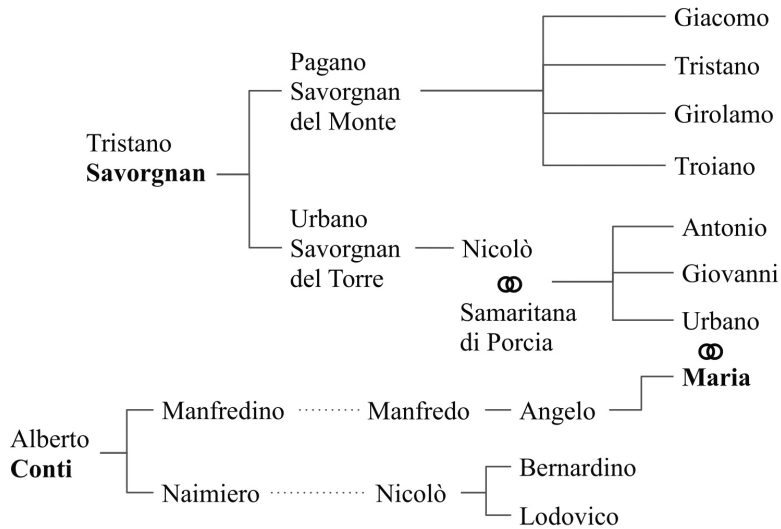 Giacomo
Pagano
Savorgnan
del Monte
Tristano
Girolamo
Tristano
Savorgnan
Troiano
Urbano
Savorgnan
del Torre
Nicolò
Samaritana
di Porcia
Antonio
Giovanni
Urbano
Maria
Alberto
Conti
Manfredino
Manfredo
Angelo
Naimiero
Nicolò
Bernardino
Lodovico